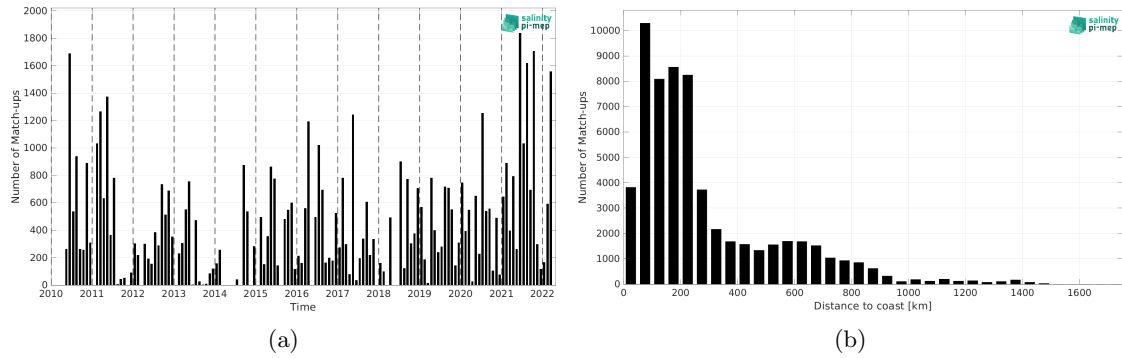 2000
1800
1600
1400
1200
1000
800
600
400
200
0
Number of Match-ups
2010 2011 2012 2013 2014 2015 2016 2017 2018 2019 2020 2021 2022
Time
salinity
pi-mep
(a)
10000
9000
8000
7000
6000
5000
4000
3000
2000
1000
0
Number of Match-ups
0 200 400 600 800 1000 1200 1400 1600
Distance to coast [km]
salinity
pi-mep
(b)